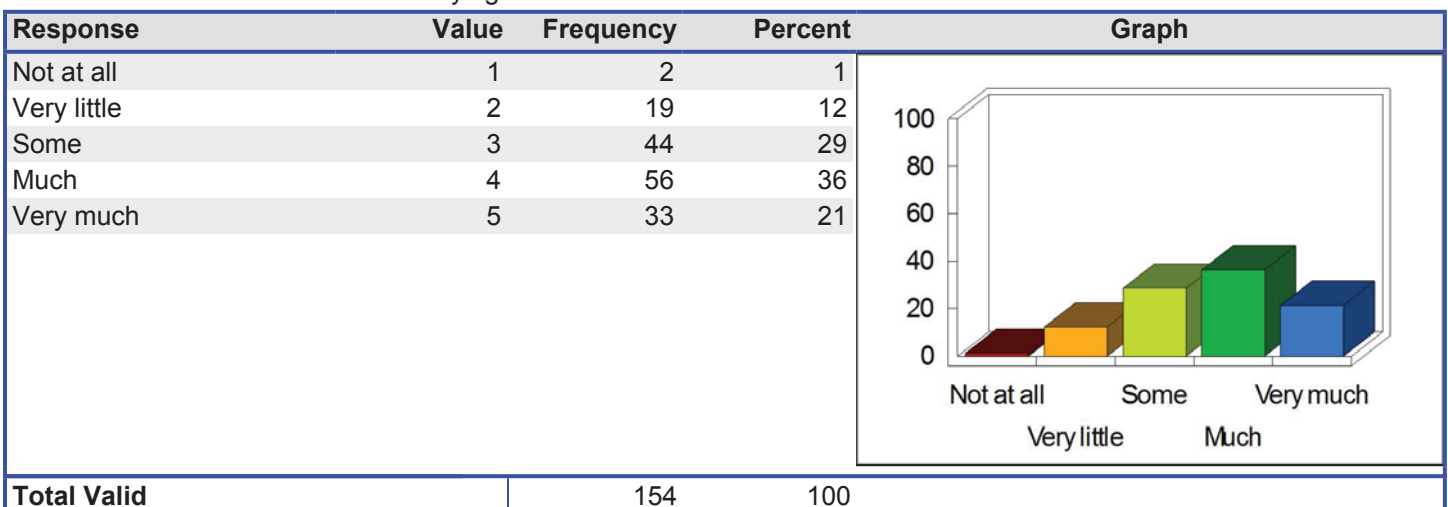 Response Value Frequency Percent Graph
Not at all 1 2 1
Very little 2 19 12
Some 3 44 29
Much 4 56 36
Very much 5 33 21
100
80
60
40
20
0
Not at all Some Very much
Very little Much
Total Valid 154 100